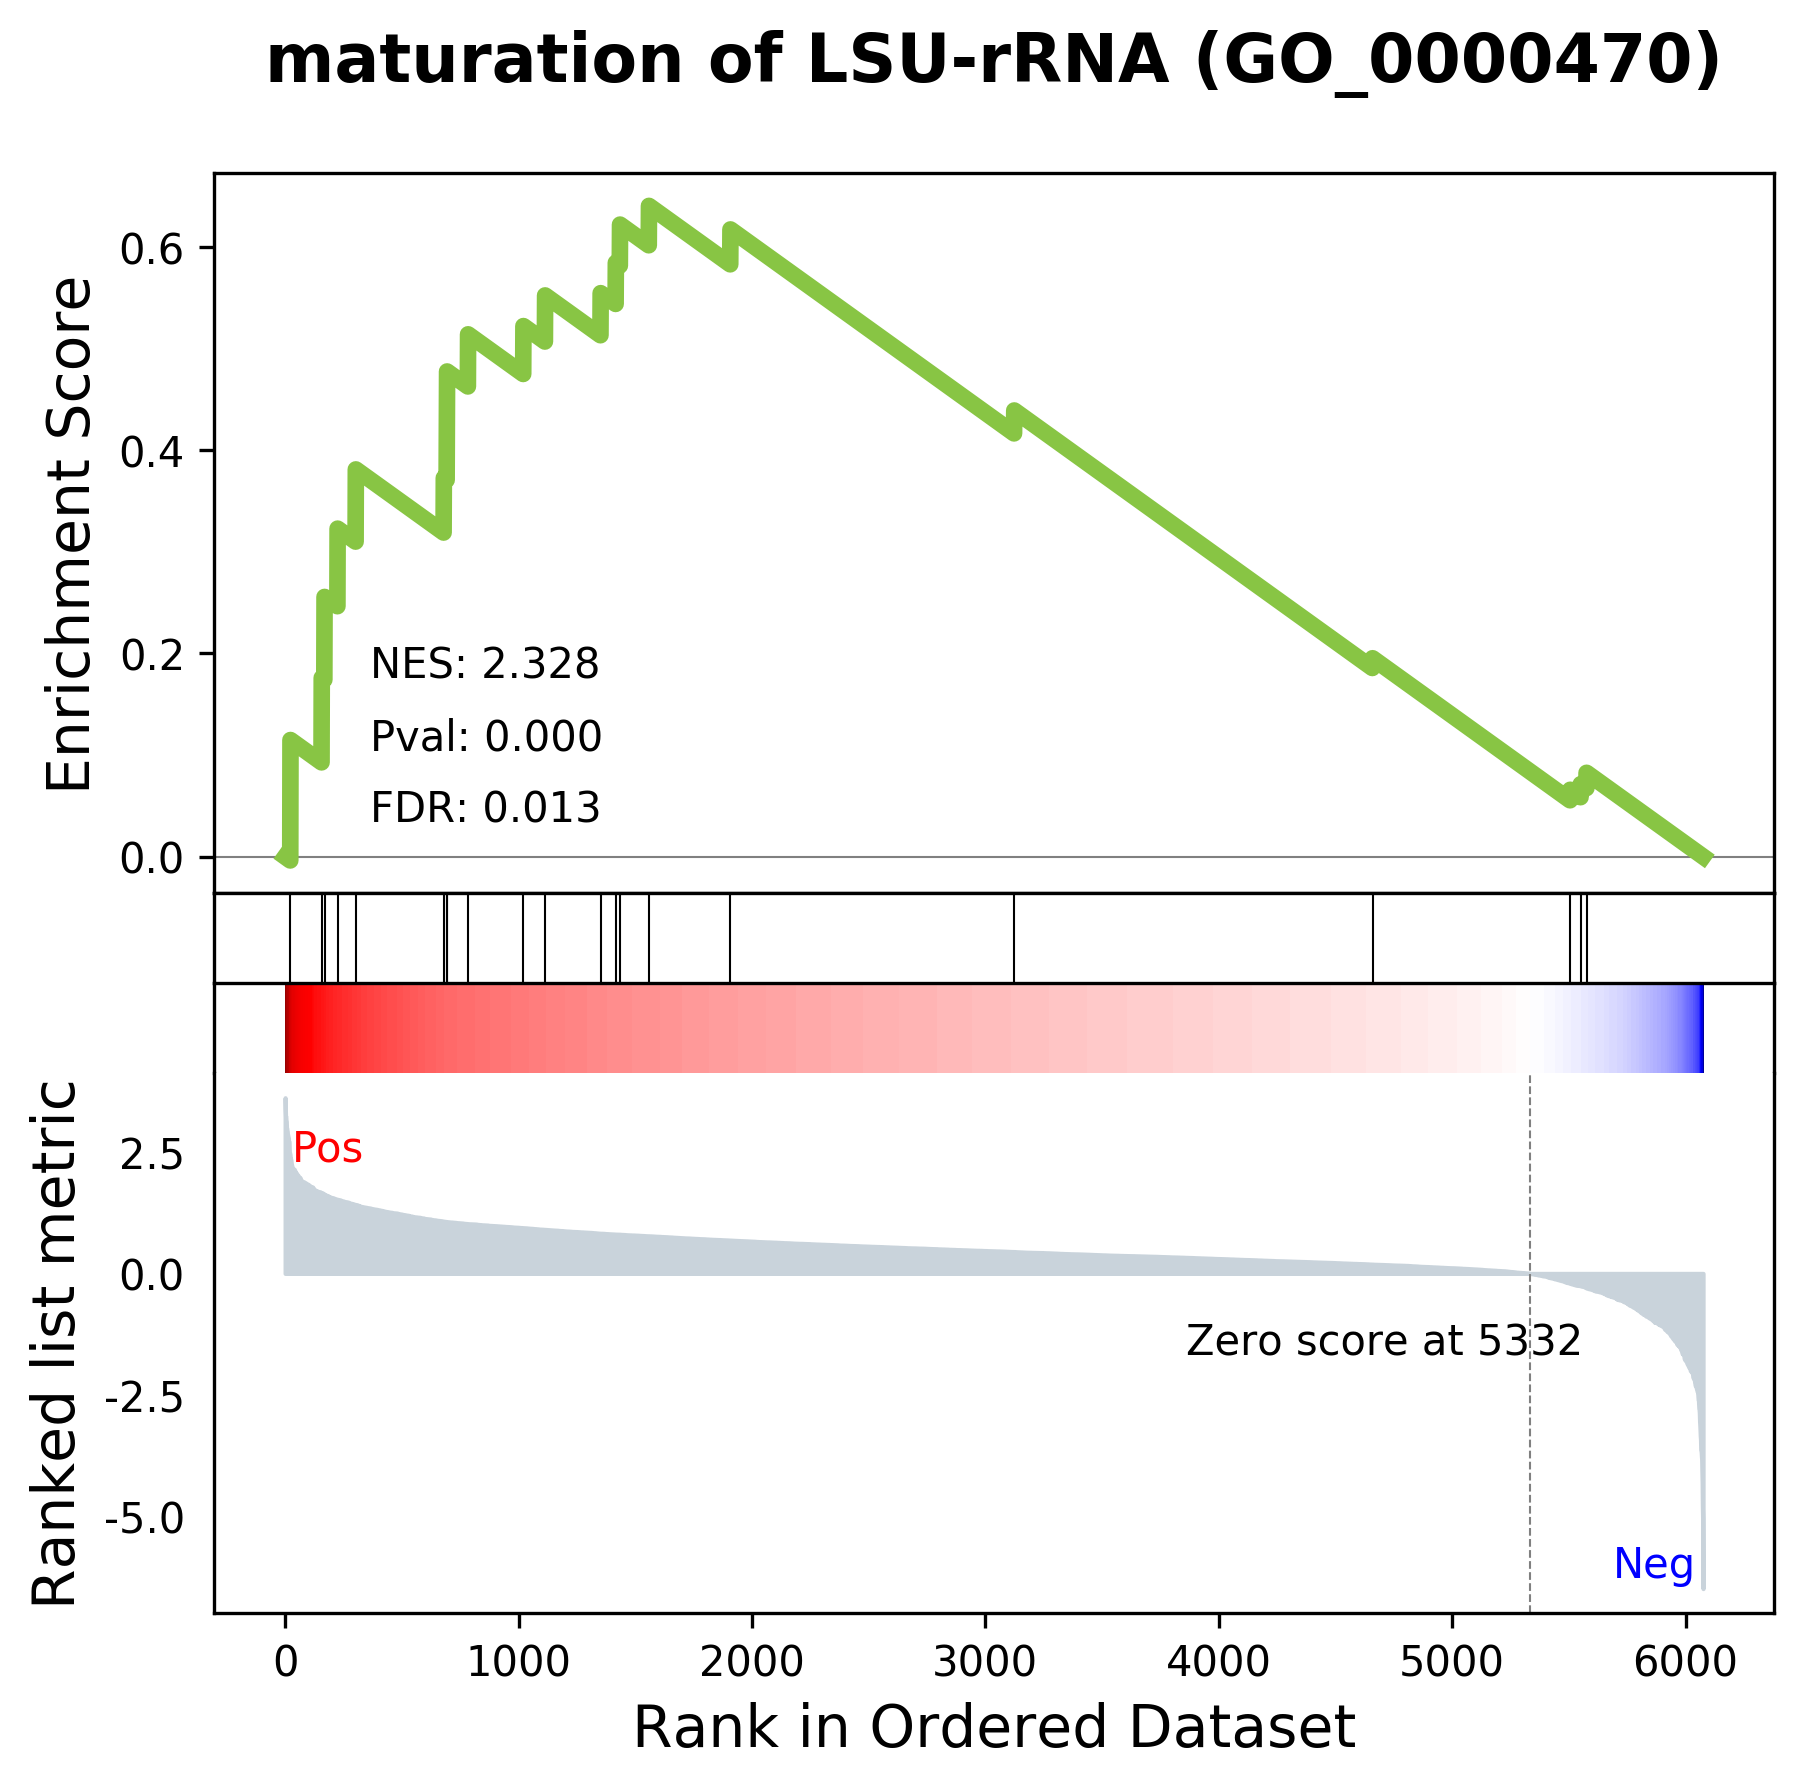 maturation of LSU-rRNA (GO_0000470)
Enrichment Score
0.6
0.4
0.2
0.0
NES: 2.328
Pval: 0.000
FDR: 0.013
Ranked list metric
2.5
0.0
-2.5
-5.0
Pos
Zero score at 5332
Neg
0 1000 2000 3000 4000 5000 6000
Rank in Ordered Dataset